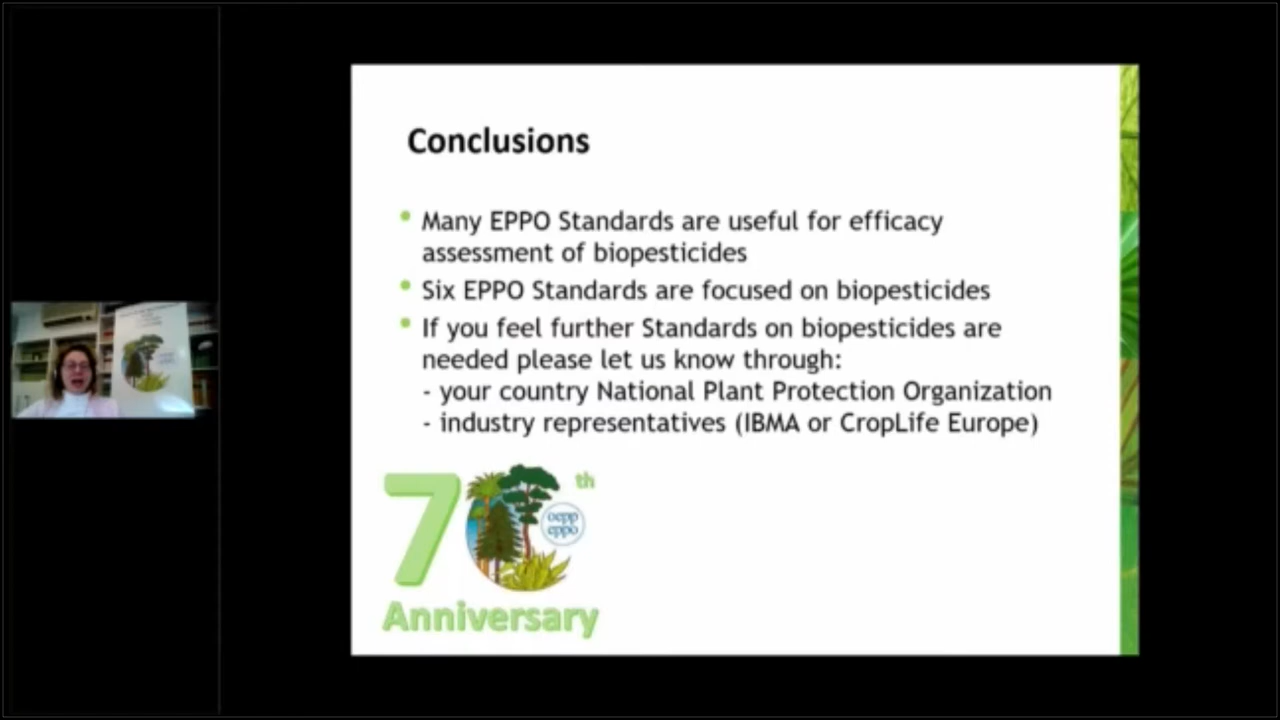 Conclusions
Many EPPO Standards are useful for efficacy
assessment of biopesticides
Six EPPO Standards are focused on biopesticides
If you feel further Standards on biopesticides are
needed please let us know through:
- your country National Plant Protection Organization
- industry representatives (IBMA or CropLife Europe)
70th
oepp
eppo
Anniversary